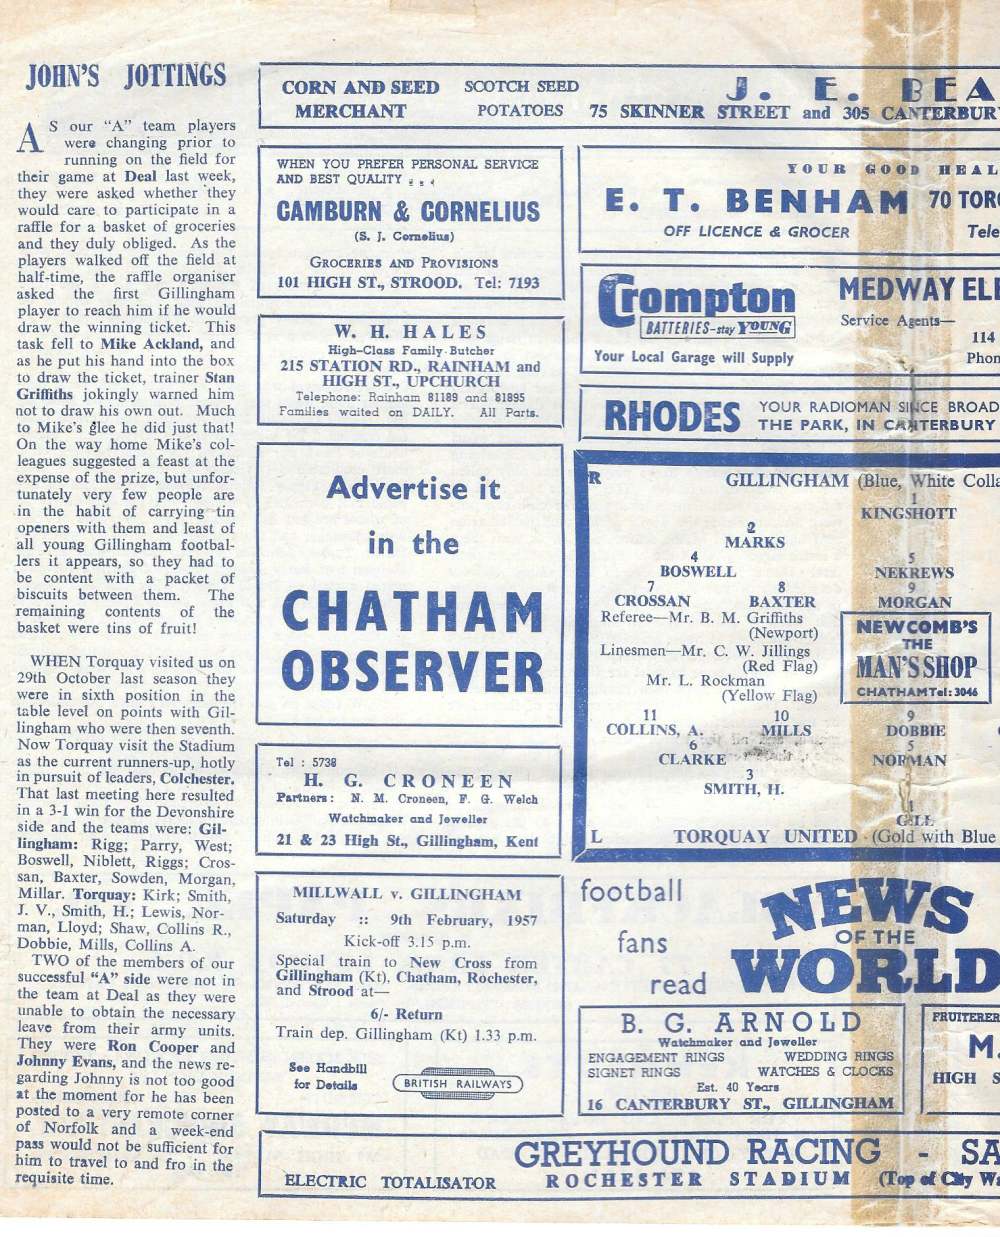 JOHN'S JOTTINGS
AS our "A" team players
were changing prior to
running on the field for
their game at Deal last week,
they were asked whether they
would care to participate in a
raffle for a basket of groceries
and they duly obliged. As the
players walked off the field at
half-time, the raffle organiser
asked the first Gillingham
player to reach him if he would
draw the winning ticket. This
task fell to Mike Ackland, and
as he put his hand into the box
to draw the ticket, trainer Stan
Griffiths jokingly warned him
not to draw his own out. Much
to Mike's glee he did just that!
On the way home Mike's col-
leagues suggested a feast at the
expense of the prize, but unfor-
tunately very few people are
in the habit of carrying tin
openers with them and least of
all young Gillingham footbal-
lers it appears, so they had to
be content with a packet of
biscuits between them. The
remaining contents of the
basket were tins of fruit!
WHEN Torquay visited us on
29th October last season they
were in sixth position in the
table level on points with Gil-
lingham who were then seventh.
Now Torquay visit the Stadium
as the current runners-up, hotly
in pursuit of leaders, Colchester.
That last meeting here resulted
in a 3-1 win for the Devonshire
side and the teams were: Gil-
lingham: Rigg; Parry, West;
Boswell, Niblett, Riggs; Cros-
san, Baxter, Sowden, Morgan,
Millar. Torquay: Kirk; Smith,
J. V., Smith, H.; Lewis, Nor-
man, Lloyd; Shaw, Collins R.,
Dobbie, Mills, Collins A.
TWO of the members of our
successful "A" side were not in
the team at Deal as they were
unable to obtain the necessary
leave from their army units.
They were Ron Cooper and
Johnny Evans, and the news re-
garding Johnny is not too good
at the moment for he has been
posted to a very remote corner
of Norfolk and a week-end
pass would not be sufficient for
him to travel to and fro in the
requisite time.
CORN AND SEED
MERCHANT
SCOTCH SEED
POTATOES
J. E. BEA
75 SKINNER STREET and 305 CANTERBUR
WHEN YOU PREFER PERSONAL SERVICE
AND BEST QUALITY . . .
CAMBURN & CORNELIUS
(S. J. Cornelius)
GROCERIES AND PROVISIONS
101 HIGH ST., STROOD. Tel: 7193
W. H. HALES
High-Class Family Butcher
215 STATION RD., RAINHAM and
HIGH ST., UPCHURCH
Telephone: Rainham 81189 and 81895
Families waited on DAILY. All Parts.
Advertise it
in the
CHATHAM
OBSERVER
Tel : 5738
H. G. CRONEEN
Partners: N. M. Croneen, F. G. Welch
Watchmaker and Jeweller
21 & 23 High St., Gillingham, Kent
MILLWALL v. GILLINGHAM
Saturday :: 9th February, 1957
Kick-off 3.15 p.m.
Special train to New Cross from
Gillingham (Kt), Chatham, Rochester,
and Strood at—
6/- Return
Train dep. Gillingham (Kt) 1.33 p.m.
See Handbill
for Details
BRITISH RAILWAYS
YOUR GOOD HEAL
E. T. BENHAM 70 TORQ
OFF LICENCE & GROCER Tele
Crompton
BATTERIES-stay YOUNG
Your Local Garage will Supply
MEDWAY ELE
Service Agents—
114
Phon
RHODES
YOUR RADIOMAN SINCE BROAD
THE PARK, IN CANTERBURY
R GILLINGHAM (Blue, White Colla
1
KINGSHOTT
2
MARKS
4 5
BOSWELL NEKREWS
7 8 9
CROSSAN BAXTER MORGAN
Referee—Mr. B. M. Griffiths
(Newport)
Linesmen—Mr. C. W. Jillings
(Red Flag)
Mr. L. Rockman
(Yellow Flag)
NEWCOMB'S
THE
MAN'S SHOP
CHATHAM Tel: 3046
11 10 9
COLLINS, A. MILLS DOBBIE
6 5
CLARKE NORMAN
3
SMITH, H.
1
GILL
L TORQUAY UNITED (Gold with Blue
football
fans
read
NEWS
OF THE
WORLD
B. G. ARNOLD
Watchmaker and Jeweller
ENGAGEMENT RINGS WEDDING RINGS
SIGNET RINGS WATCHES & CLOCKS
Est. 40 Years
16 CANTERBURY ST., GILLINGHAM
FRUITERER
M.
HIGH S
GREYHOUND RACING - SA
ELECTRIC TOTALISATOR ROCHESTER STADIUM (Top of City Wa